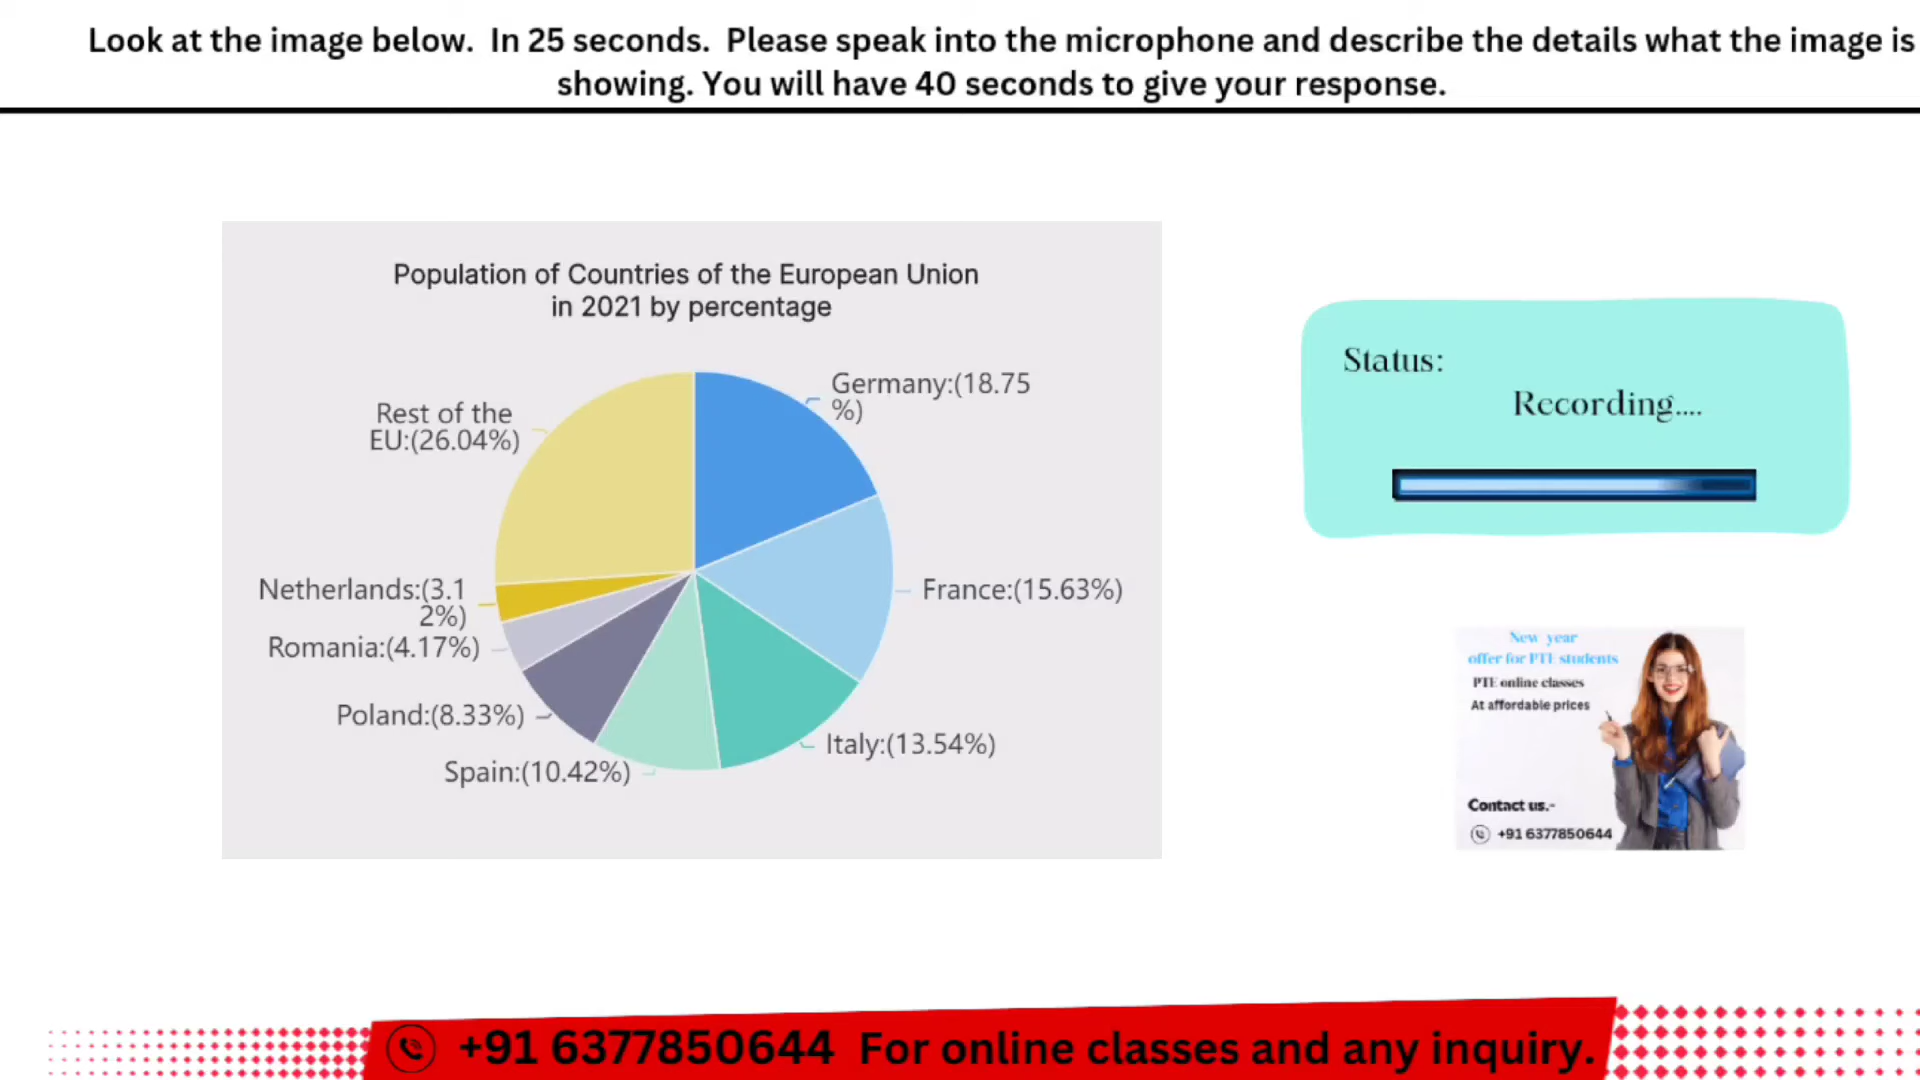 Look at the image below. In 25 seconds. Please speak into the microphone and describe the details what the image is
showing. You will have 40 seconds to give your response.
Population of Countries of the European Union
in 2021 by percentage
Germany:(18.75
%)
Rest of the
EU:(26.04%)
France:(15.63%)
Netherlands:(3.1
2%)
Romania:(4.17%)
Poland:(8.33%)
Italy:(13.54%)
Spain:(10.42%)
Status:
Recording....
New year
offer for PTE students
PTE online classes
At affordable prices
Contact us.-
+91 6377850644
+91 6377850644 For online classes and any inquiry.